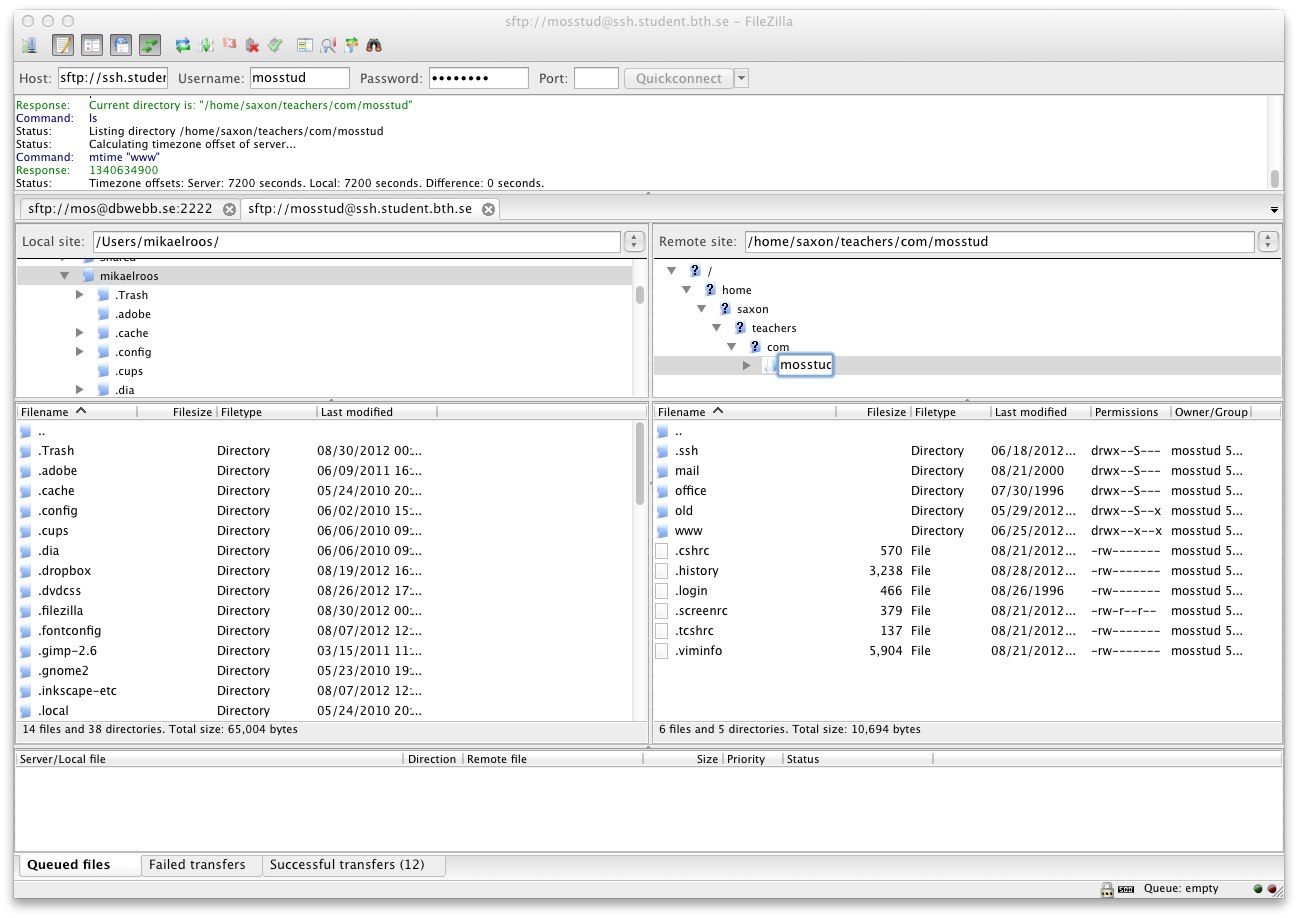 sftp://mosstud@ssh.student.bth.se – FileZilla
Host: sftp://ssh.studen Username: mosstud Password: •••••••• Port: Quickconnect
Response: Current directory is: "/home/saxon/teachers/com/mosstud"
Command: ls
Status: Listing directory /home/saxon/teachers/com/mosstud
Status: Calculating timezone offset of server...
Command: mtime "www"
Response: 1340634900
Status: Timezone offsets: Server: 7200 seconds. Local: 7200 seconds. Difference: 0 seconds.
sftp://mos@dbwebb.se:2222 sftp://mosstud@ssh.student.bth.se
Local site: /Users/mikaelroos/
shared
mikaelroos
.Trash
.adobe
.cache
.config
.cups
.dia
Filename Filesize Filetype Last modified
..
.Trash Directory 08/30/2012 00:...
.adobe Directory 06/09/2011 16:...
.cache Directory 05/24/2010 20:...
.config Directory 06/02/2010 15:...
.cups Directory 06/06/2010 09:...
.dia Directory 06/06/2010 09:...
.dropbox Directory 08/19/2012 16:...
.dvdcss Directory 08/26/2012 17:...
.filezilla Directory 08/30/2012 00:...
.fontconfig Directory 08/07/2012 12:...
.gimp-2.6 Directory 03/15/2011 11:...
.gnome2 Directory 05/23/2010 19:...
.inkscape-etc Directory 08/07/2012 12:...
.local Directory 05/24/2010 20:...
14 files and 38 directories. Total size: 65,004 bytes
Remote site: /home/saxon/teachers/com/mosstud
/
home
saxon
teachers
com
mosstud
Filename Filesize Filetype Last modified Permissions Owner/Group
..
.ssh Directory 06/18/2012... drwx--S--- mosstud 5...
mail Directory 08/21/2000 drwx--S--- mosstud 5...
office Directory 07/30/1996 drwx--S--- mosstud 5...
old Directory 05/29/2012... drwx--S--x mosstud 5...
www Directory 06/25/2012... drwx--x--x mosstud 5...
.cshrc 570 File 08/21/2012... -rw------- mosstud 5...
.history 3,238 File 08/28/2012... -rw------- mosstud 5...
.login 466 File 08/26/1996 -rw------- mosstud 5...
.screenrc 379 File 08/21/2012... -rw-r--r-- mosstud 5...
.tcshrc 137 File 08/21/2012... -rw------- mosstud 5...
.viminfo 5,904 File 08/21/2012... -rw------- mosstud 5...
6 files and 5 directories. Total size: 10,694 bytes
Server/Local file Direction Remote file Size Priority Status
Queued files Failed transfers Successful transfers (12)
Queue: empty